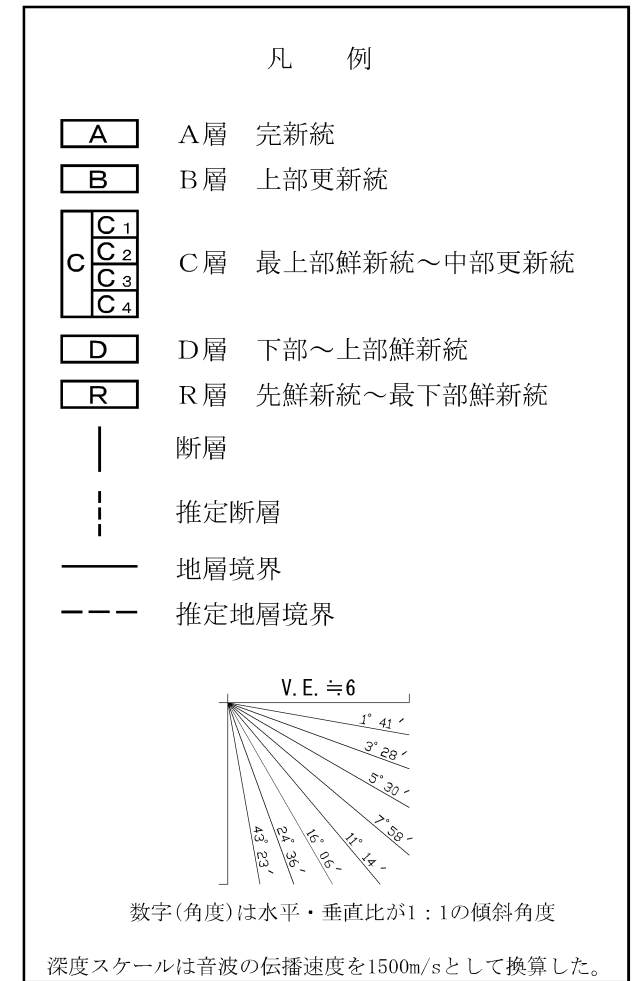 凡　例
A　A層　完新統
B　B層　上部更新統
C　C₁　C₂　C₃　C₄　C層　最上部鮮新統～中部更新統
D　D層　下部～上部鮮新統
R　R層　先鮮新統～最下部鮮新統
断層
推定断層
地層境界
推定地層境界
V.E.≒6
1°41′
3°28′
5°30′
7°58′
11°14′
16°06′
24°36′
43°23′
数字(角度)は水平・垂直比が1：1の傾斜角度
深度スケールは音波の伝播速度を1500m/sとして換算した。